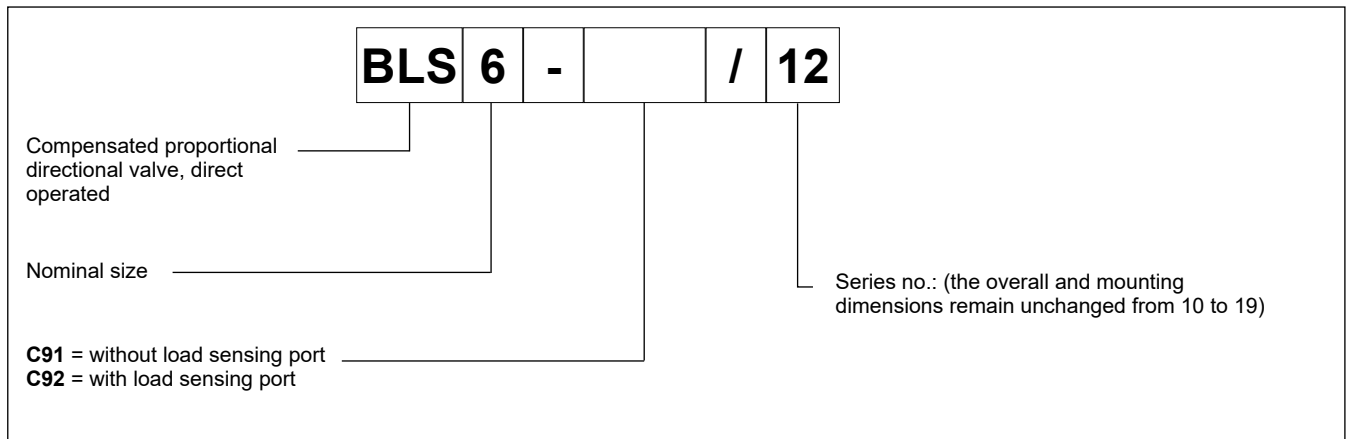 BLS 6 - / 12
Compensated proportional
directional valve, direct
operated
Nominal size
Series no.: (the overall and mounting
dimensions remain unchanged from 10 to 19)
C91 = without load sensing port
C92 = with load sensing port